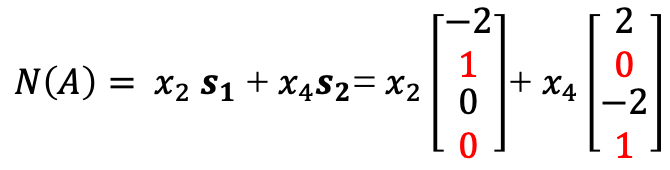 N(A) = x₂ s₁ + x₄s₂= x₂ [−2 1 0 0] + x₄ [2 0 −2 1]